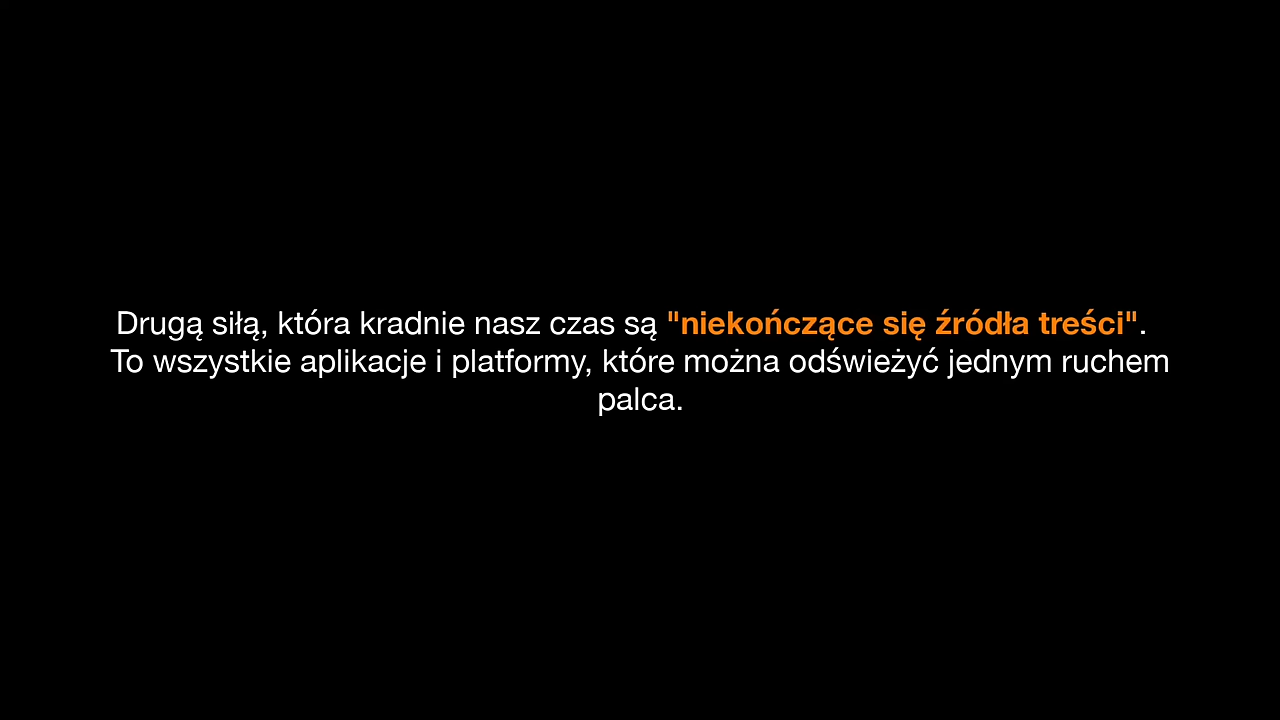 Drugą siłą, która kradnie nasz czas są "niekończące się źródła treści".
To wszystkie aplikacje i platformy, które można odświeżyć jednym ruchem
palca.